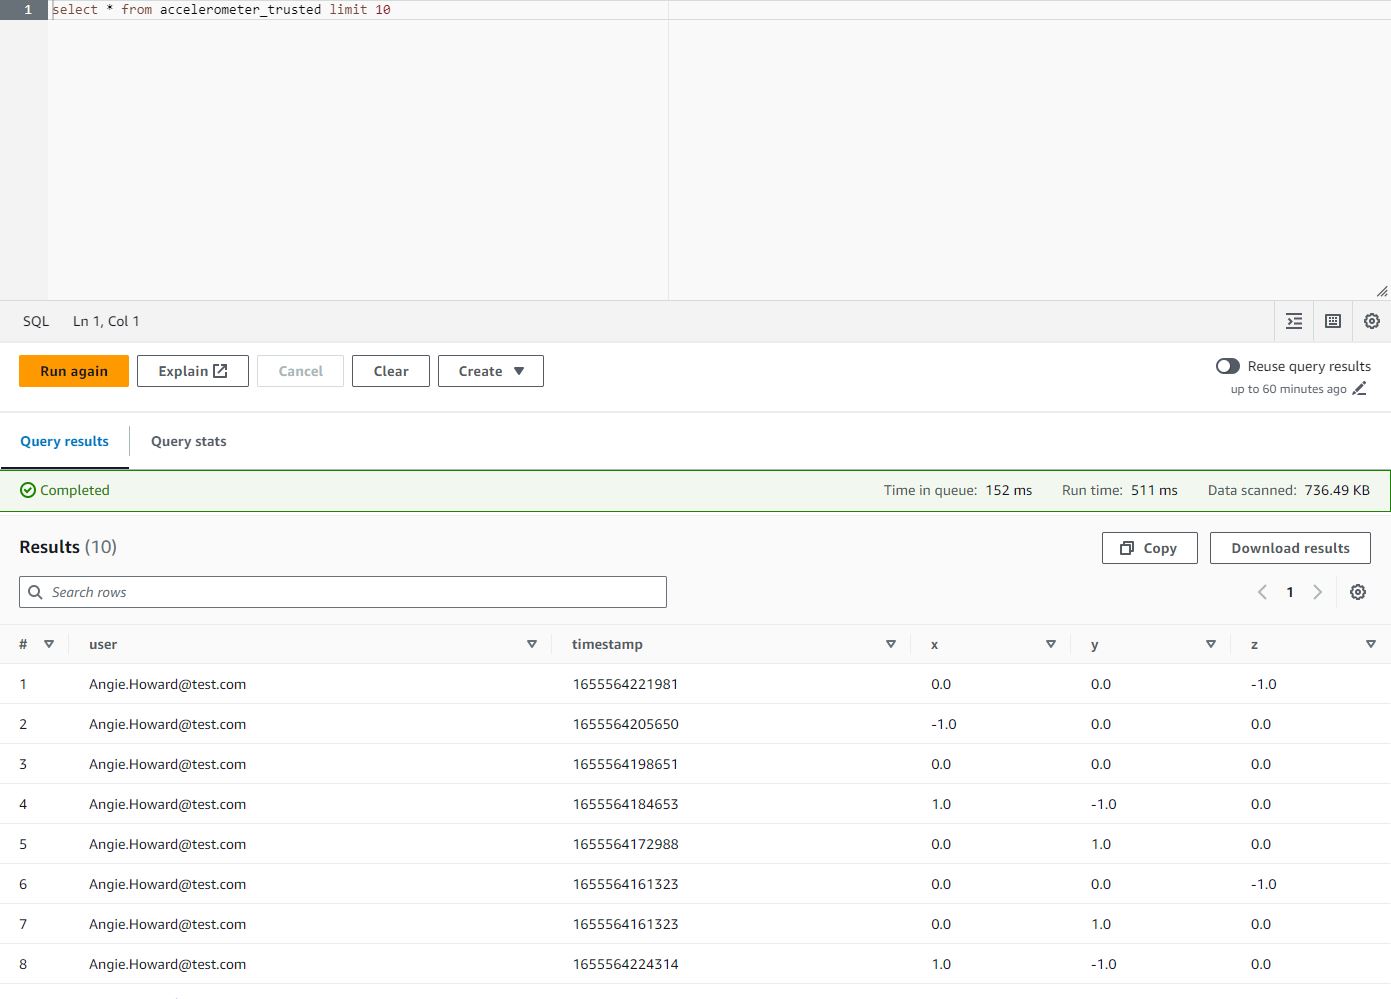 1 select * from accelerometer_trusted limit 10
SQL Ln 1, Col 1
Run again Explain Cancel Clear Create Reuse query results
up to 60 minutes ago
Query results Query stats
Completed Time in queue: 152 ms Run time: 511 ms Data scanned: 736.49 KB
Results (10) Copy Download results
Search rows 1
# user timestamp x y z
1 Angie.Howard@test.com 1655564221981 0.0 0.0 -1.0
2 Angie.Howard@test.com 1655564205650 -1.0 0.0 0.0
3 Angie.Howard@test.com 1655564198651 0.0 0.0 0.0
4 Angie.Howard@test.com 1655564184653 1.0 -1.0 0.0
5 Angie.Howard@test.com 1655564172988 0.0 1.0 0.0
6 Angie.Howard@test.com 1655564161323 0.0 0.0 -1.0
7 Angie.Howard@test.com 1655564161323 0.0 1.0 0.0
8 Angie.Howard@test.com 1655564224314 1.0 -1.0 0.0